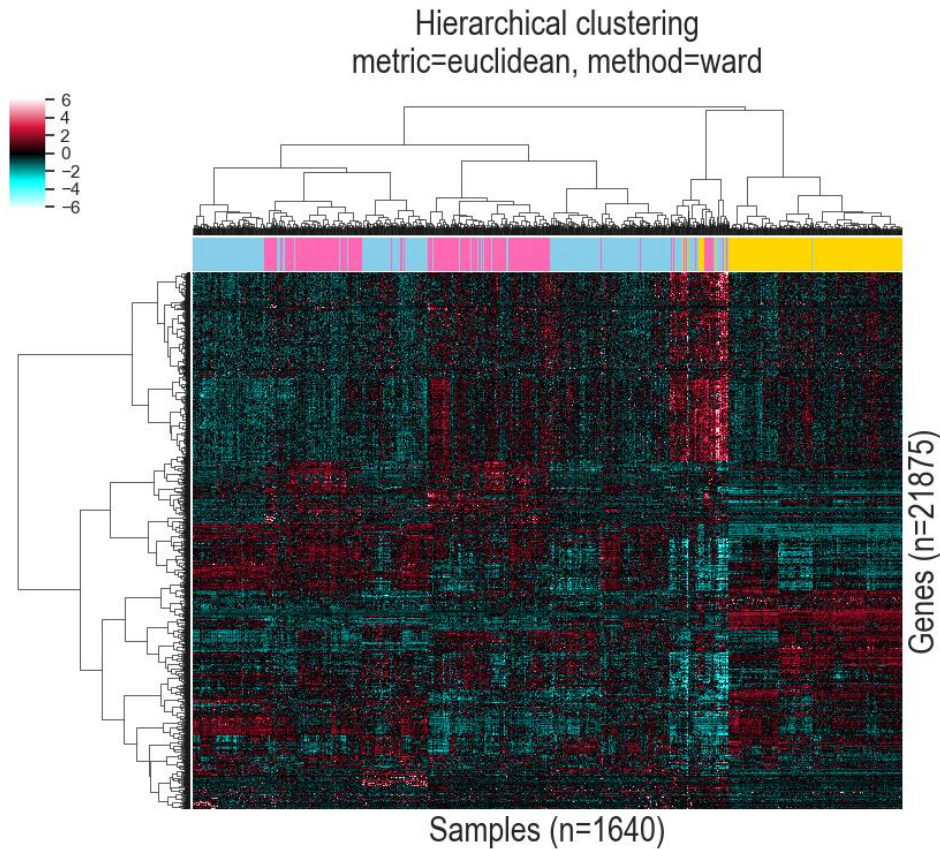 Hierarchical clustering
metric=euclidean, method=ward
6
4
2
0
−2
−4
−6
Genes (n=21875)
Samples (n=1640)